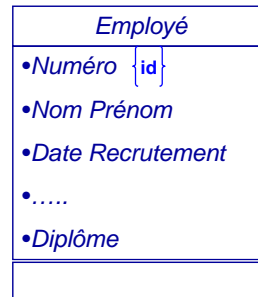 Employé
•Numéro {id}
•Nom Prénom
•Date Recrutement
•.....
•Diplôme